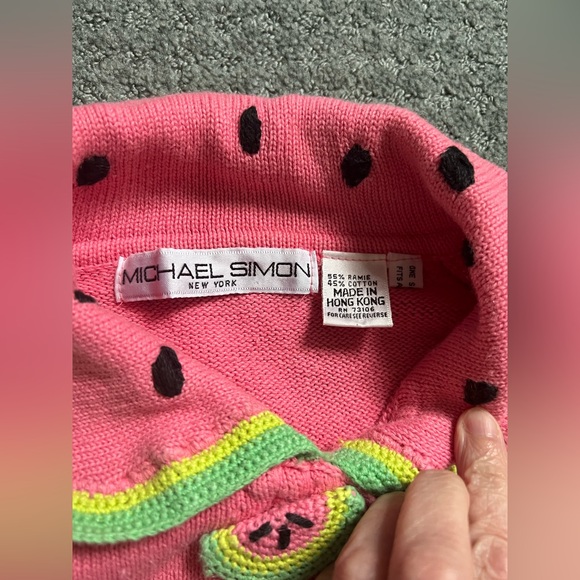 MICHAEL SIMON
NEW YORK
55% RAMIE
45% COTTON
MADE IN
HONG KONG
RN 73106
FOR CARE SEE REVERSE
ONE S
FITS A